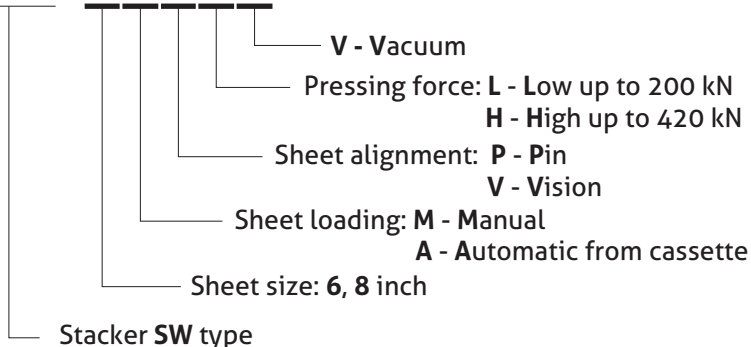 V - Vacuum
Pressing force: L - Low up to 200 kN
H - High up to 420 kN
Sheet alignment: P - Pin
V - Vision
Sheet loading: M - Manual
A - Automatic from cassette
Sheet size: 6, 8 inch
Stacker SW type